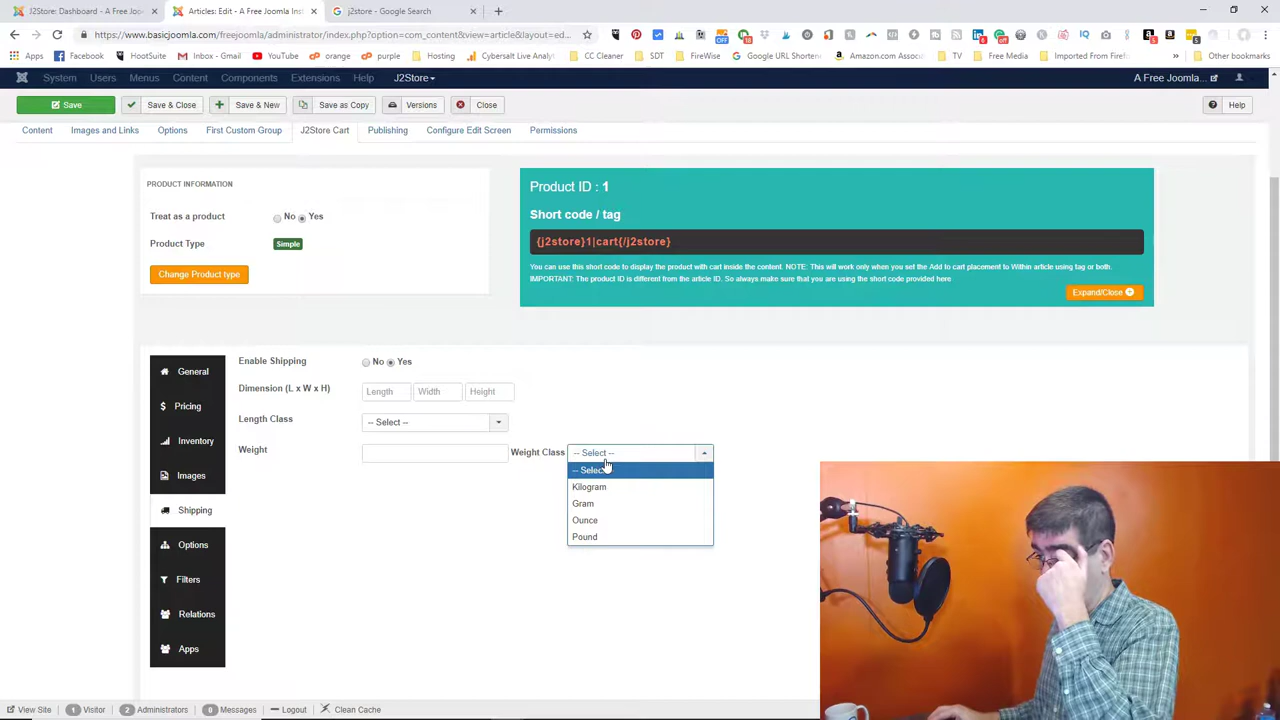 J2Store: Dashboard - A Free Joo
Articles: Edit - A Free Joomla Inst
j2store - Google Search
https://www.basicjoomla.com/freejoomla/administrator/index.php?option=com_content&view=article&layout=ed...
Apps
Facebook
HootSuite
Inbox - Gmail
YouTube
orange
purple
Hosting
Cybersalt Live Analy
CC Cleaner
SDT
FireWise
Google URL Shorten
Amazon.com Associ
TV
Free Media
Imported From Firef
Other bookmarks
System
Users
Menus
Content
Components
Extensions
Help
J2Store
A Free Joomla...
Save
Save & Close
Save & New
Save as Copy
Versions
Close
Help
Content
Images and Links
Options
First Custom Group
J2Store Cart
Publishing
Configure Edit Screen
Permissions
PRODUCT INFORMATION
Treat as a product
No
Yes
Product Type
Simple
Change Product type
Product ID : 1
Short code / tag
{j2store}1|cart{/j2store}
You can use this short code to display the product with cart inside the content. NOTE: This will work only when you set the Add to cart placement to Within article using tag or both.
IMPORTANT: The product ID is different from the article ID. So always make sure that you are using the short code provided here
Expand/Close
General
Pricing
Inventory
Images
Shipping
Options
Filters
Relations
Apps
Enable Shipping
No
Yes
Dimension (L x W x H)
Length
Width
Height
Length Class
-- Select --
Weight
Weight Class
-- Select --
-- Select
Kilogram
Gram
Ounce
Pound
View Site
1
Visitor
2
Administrators
0
Messages
Logout
Clean Cache